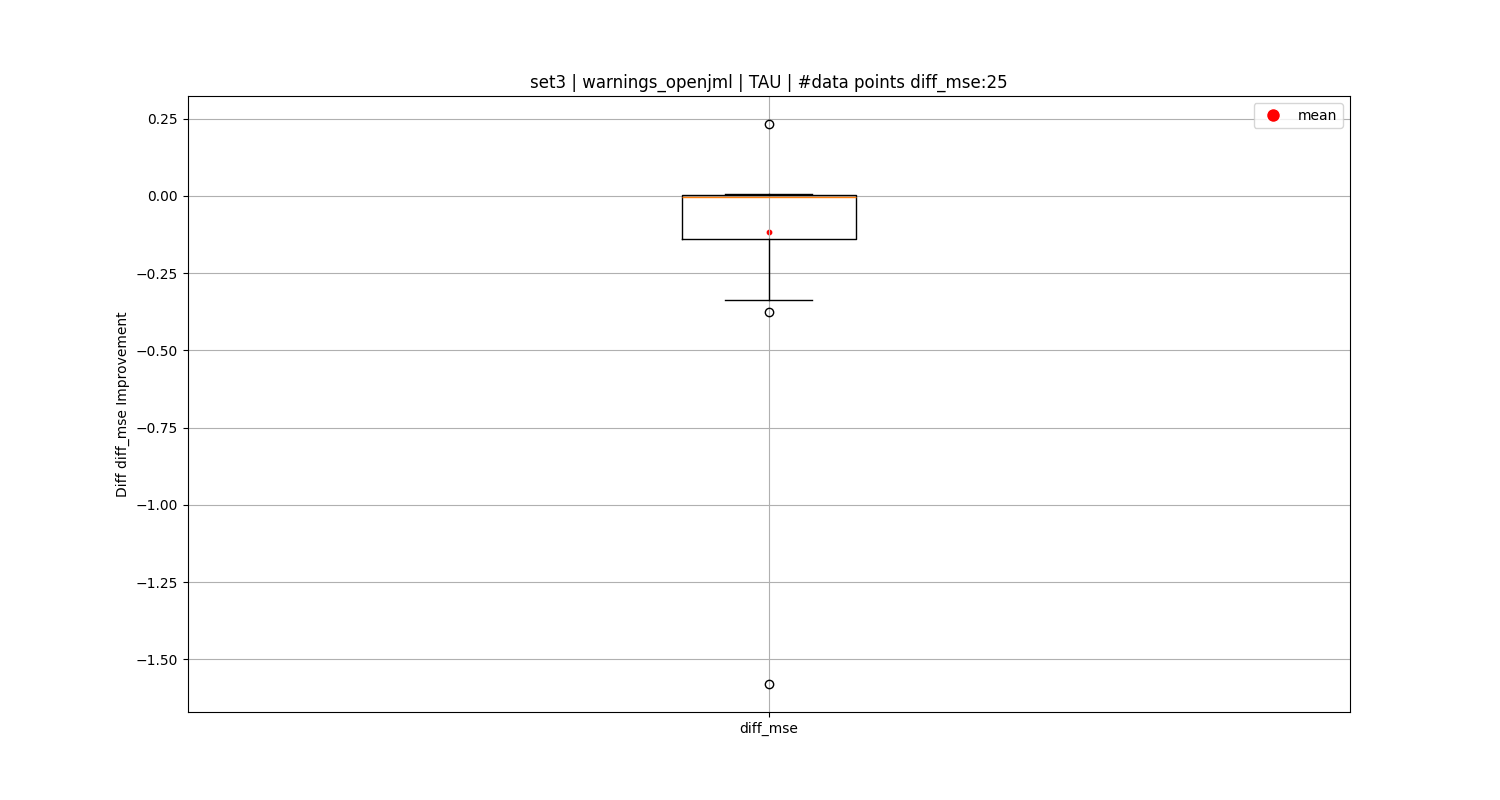 set3 | warnings_openjml | TAU | #data points diff_mse:25
mean
0.25
0.00
−0.25
−0.50
−0.75
−1.00
−1.25
−1.50
Diff diff_mse Improvement
diff_mse